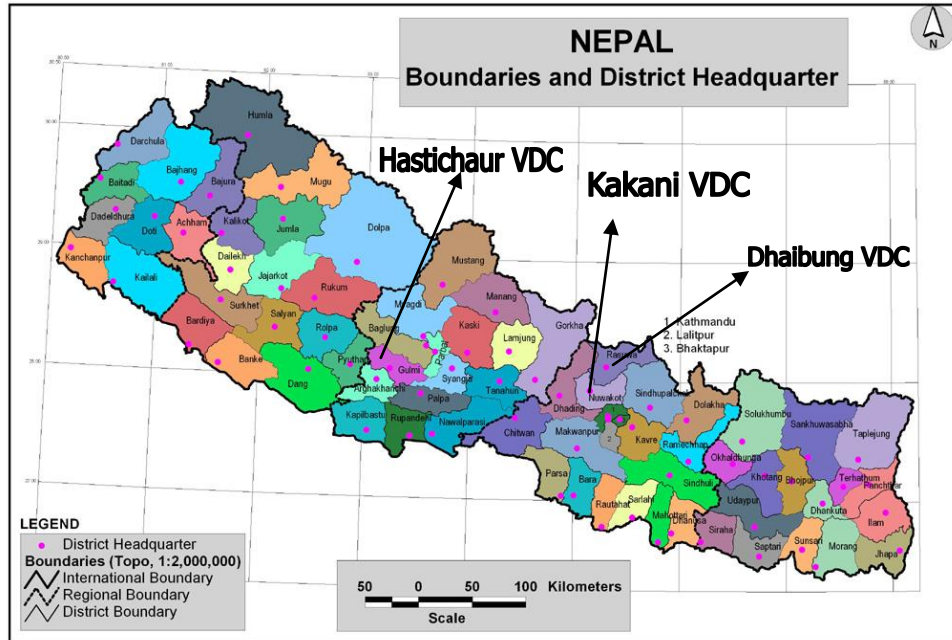 NEPAL
Boundaries and District Headquarter
N
Hastichaur VDC
Kakani VDC
Dhaibung VDC
1. Kathmandu
2. Lalitpur
3. Bhaktapur
Humla
Darchula
Bajhang
Bajura
Mugu
Baitadi
Dadeldhura
Doti
Achham
Kalikot
Jumla
Dolpa
Kanchanpur
Kailali
Dailekh
Jajarkot
Mustang
Surkhet
Rukum
Manang
Myagdi
Gorkha
Bardiya
Salyan
Rolpa
Baglung
Kaski
Lamjung
Rasuwa
Banke
Pyuthan
Gulmi
Parbat
Syangja
Nuwakot
Sindhupalchok
Dang
Arghakhanchi
Tanahun
Dhading
Dolakha
Solukhumbu
Sankhuwasabha
Taplejung
Palpa
Kapilbastu
Rupandehi
Nawalparasi
Chitwan
Makwanpur
Kavre
Ramechhap
Okhaldhunga
2
Khotang
Bhojpur
Terhathum
Panchthar
Parsa
Bara
Sindhuli
Udaypur
Dhankuta
Ilam
Rautahat
Sarlahi
Mahottari
Dhanusa
Siraha
Saptari
Sunsari
Morang
Jhapa
LEGEND
District Headquarter
Boundaries (Topo, 1:2,000,000)
International Boundary
Regional Boundary
District Boundary
50 0 50 100 Kilometers
Scale